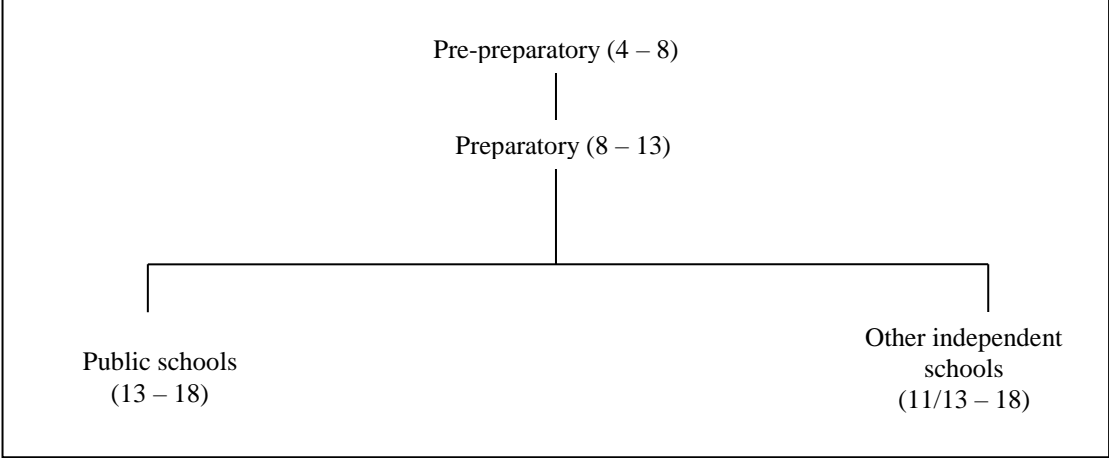 Pre-preparatory (4 – 8)
Preparatory (8 – 13)
Public schools
(13 – 18)
Other independent
schools
(11/13 – 18)